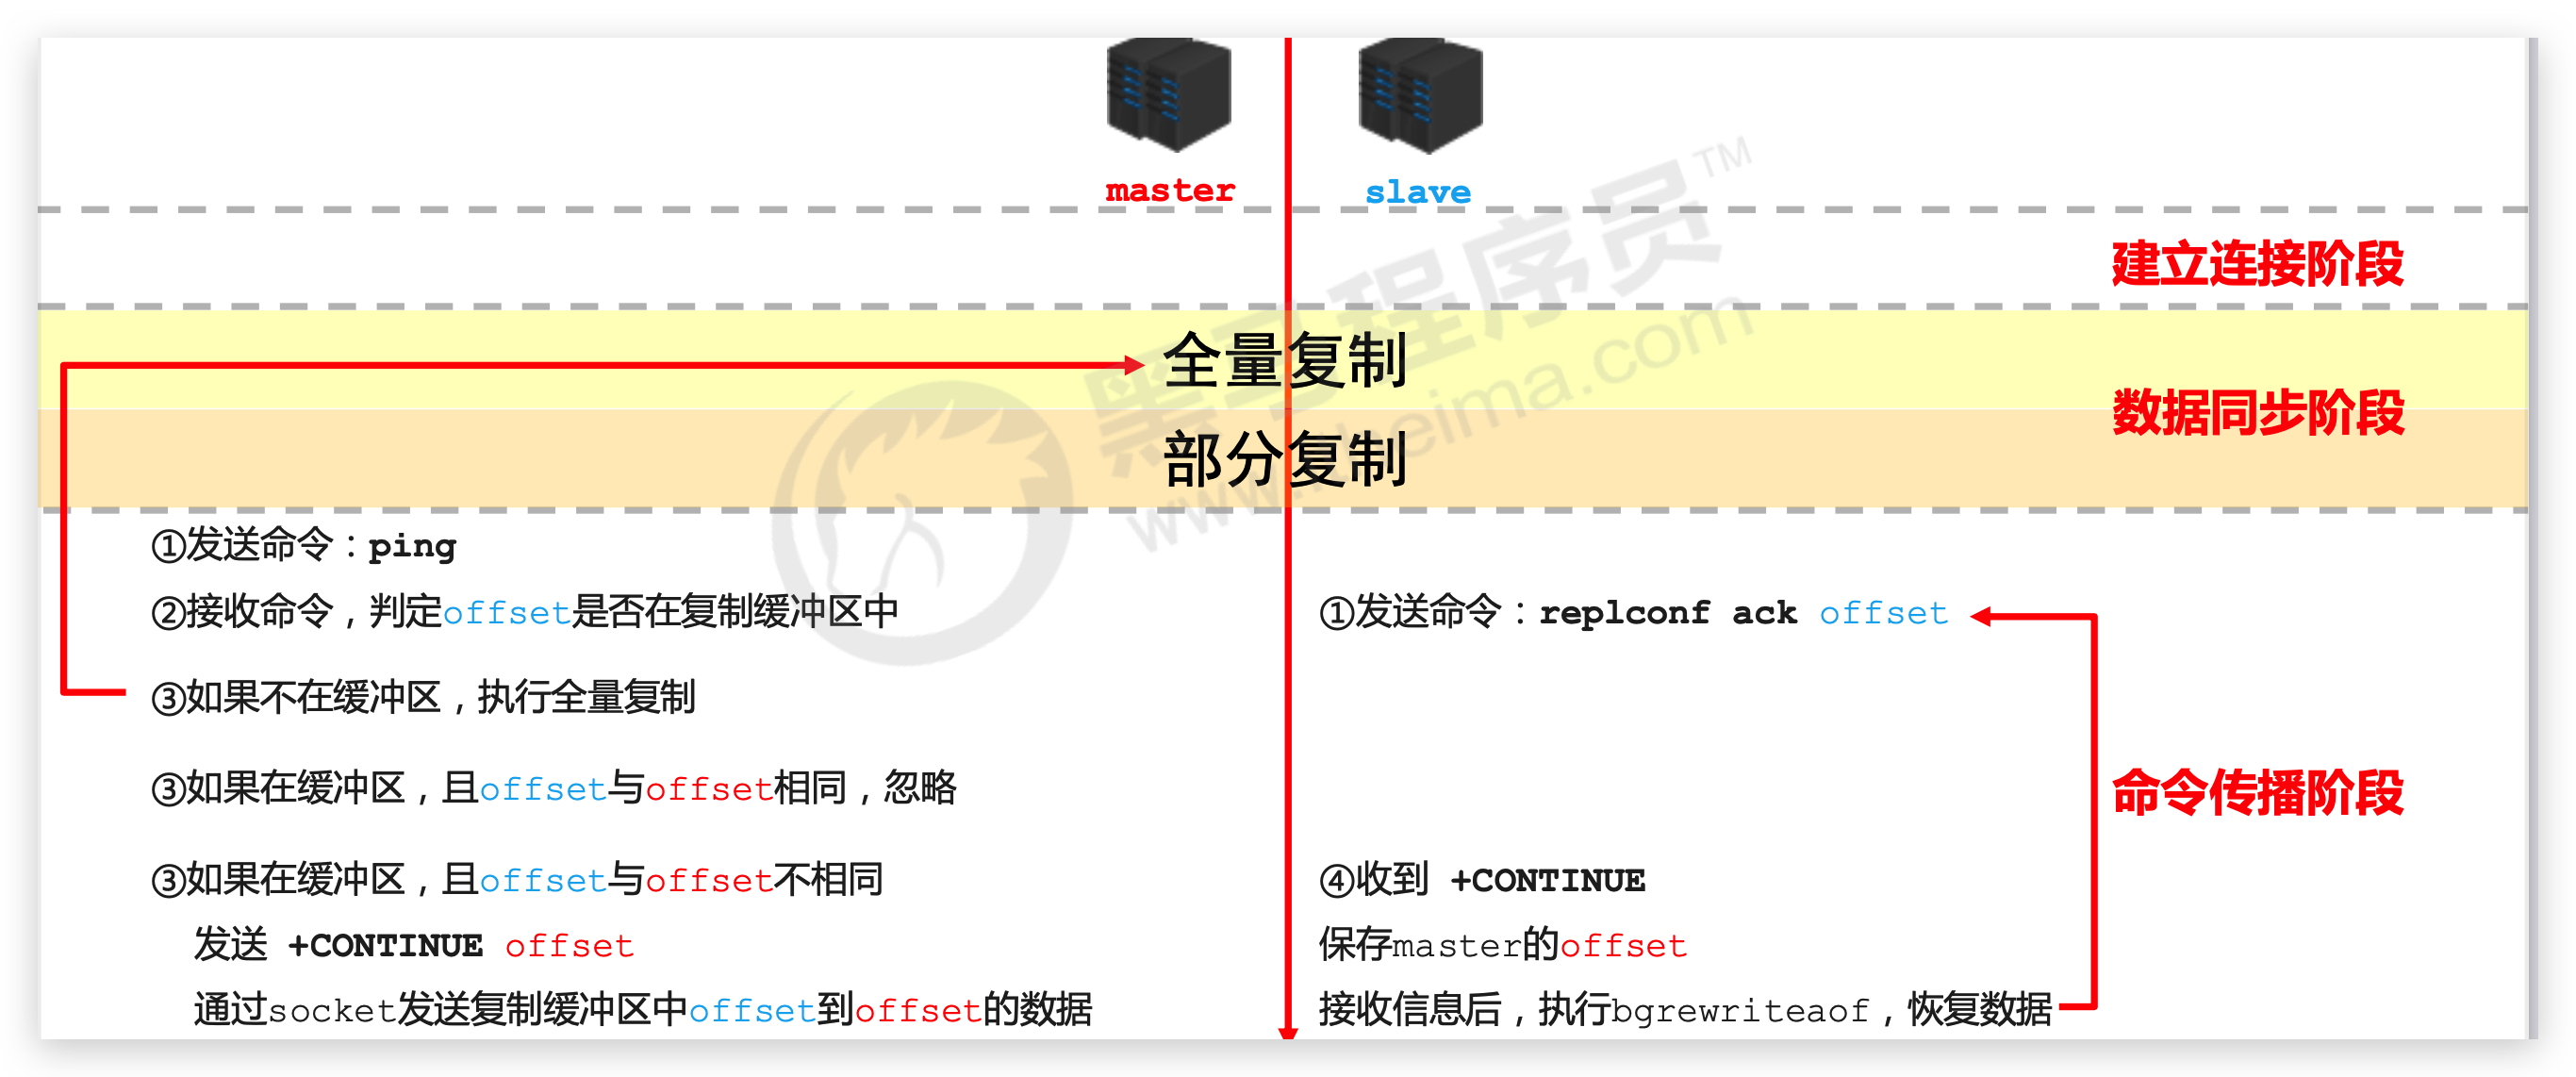 master
slave
建立连接阶段
全量复制
数据同步阶段
部分复制
①发送命令：ping
②接收命令，判定offset是否在复制缓冲区中
①发送命令：replconf ack offset
③如果不在缓冲区，执行全量复制
③如果在缓冲区，且offset与offset相同，忽略
命令传播阶段
③如果在缓冲区，且offset与offset不相同
发送 +CONTINUE offset
通过socket发送复制缓冲区中offset到offset的数据
④收到 +CONTINUE
保存master的offset
接收信息后，执行bgrewriteaof，恢复数据
黑马程序员™
www.itheima.com